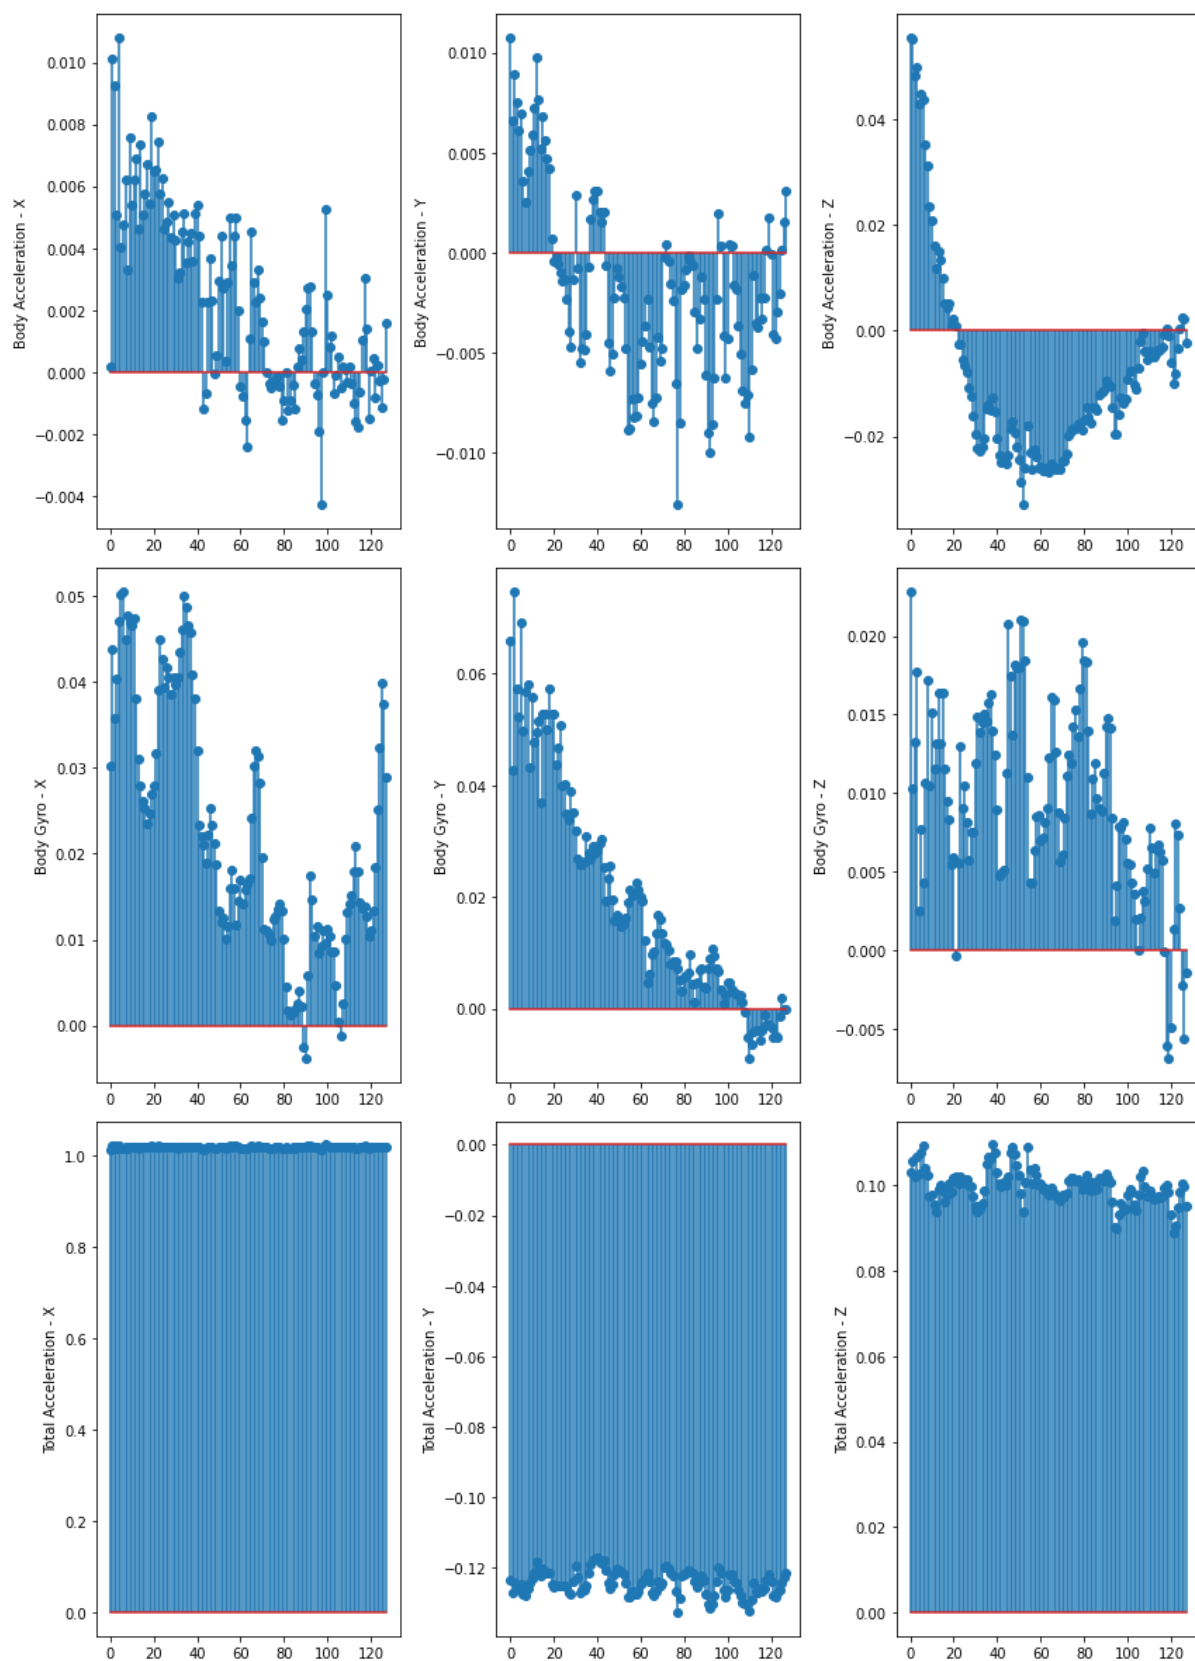 0.010
0.008
0.006
0.004
0.002
0.000
−0.002
−0.004
Body Acceleration - X
0 20 40 60 80 100 120
0.010
0.005
0.000
−0.005
−0.010
Body Acceleration - Y
0 20 40 60 80 100 120
0.04
0.02
0.00
−0.02
Body Acceleration - Z
0 20 40 60 80 100 120
0.05
0.04
0.03
0.02
0.01
0.00
Body Gyro - X
0 20 40 60 80 100 120
0.06
0.04
0.02
0.00
Body Gyro - Y
0 20 40 60 80 100 120
0.020
0.015
0.010
0.005
0.000
−0.005
Body Gyro - Z
0 20 40 60 80 100 120
1.0
0.8
0.6
0.4
0.2
0.0
Total Acceleration - X
0 20 40 60 80 100 120
0.00
−0.02
−0.04
−0.06
−0.08
−0.10
−0.12
Total Acceleration - Y
0 20 40 60 80 100 120
0.10
0.08
0.06
0.04
0.02
0.00
Total Acceleration - Z
0 20 40 60 80 100 120